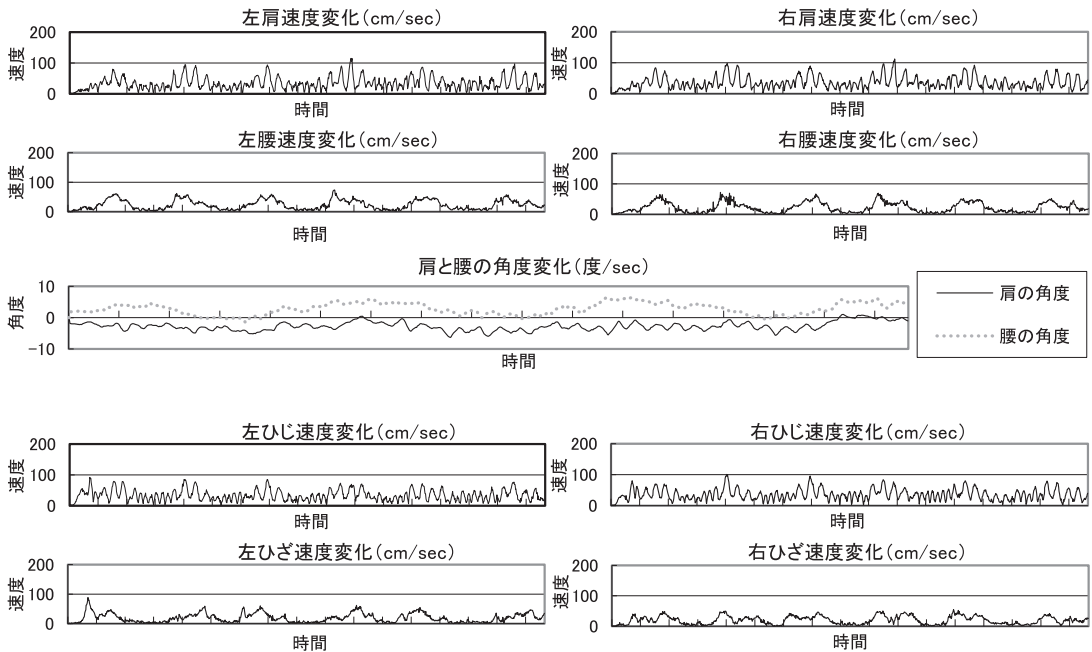 左肩速度変化(cm/sec)
速度
200
100
0
時間
右肩速度変化(cm/sec)
速度
200
100
0
時間
左腰速度変化(cm/sec)
速度
200
100
0
時間
右腰速度変化(cm/sec)
速度
200
100
0
時間
肩と腰の角度変化(度/sec)
角度
10
0
-10
時間
肩の角度
腰の角度
左ひじ速度変化(cm/sec)
速度
200
100
0
時間
右ひじ速度変化(cm/sec)
速度
200
100
0
時間
左ひざ速度変化(cm/sec)
速度
200
100
0
時間
右ひざ速度変化(cm/sec)
速度
200
100
0
時間